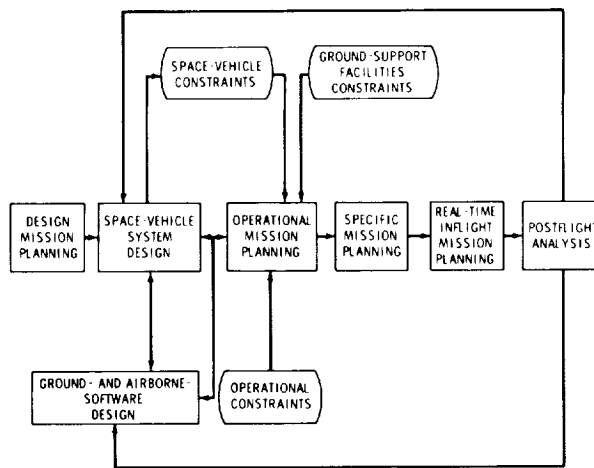 SPACE-VEHICLE
CONSTRAINTS
GROUND-SUPPORT
FACILITIES
CONSTRAINTS
DESIGN
MISSION
PLANNING
SPACE-VEHICLE
SYSTEM
DESIGN
OPERATIONAL
MISSION
PLANNING
SPECIFIC
MISSION
PLANNING
REAL-TIME
INFLIGHT
MISSION
PLANNING
POSTFLIGHT
ANALYSIS
GROUND- AND AIRBORNE-
SOFTWARE
DESIGN
OPERATIONAL
CONSTRAINTS